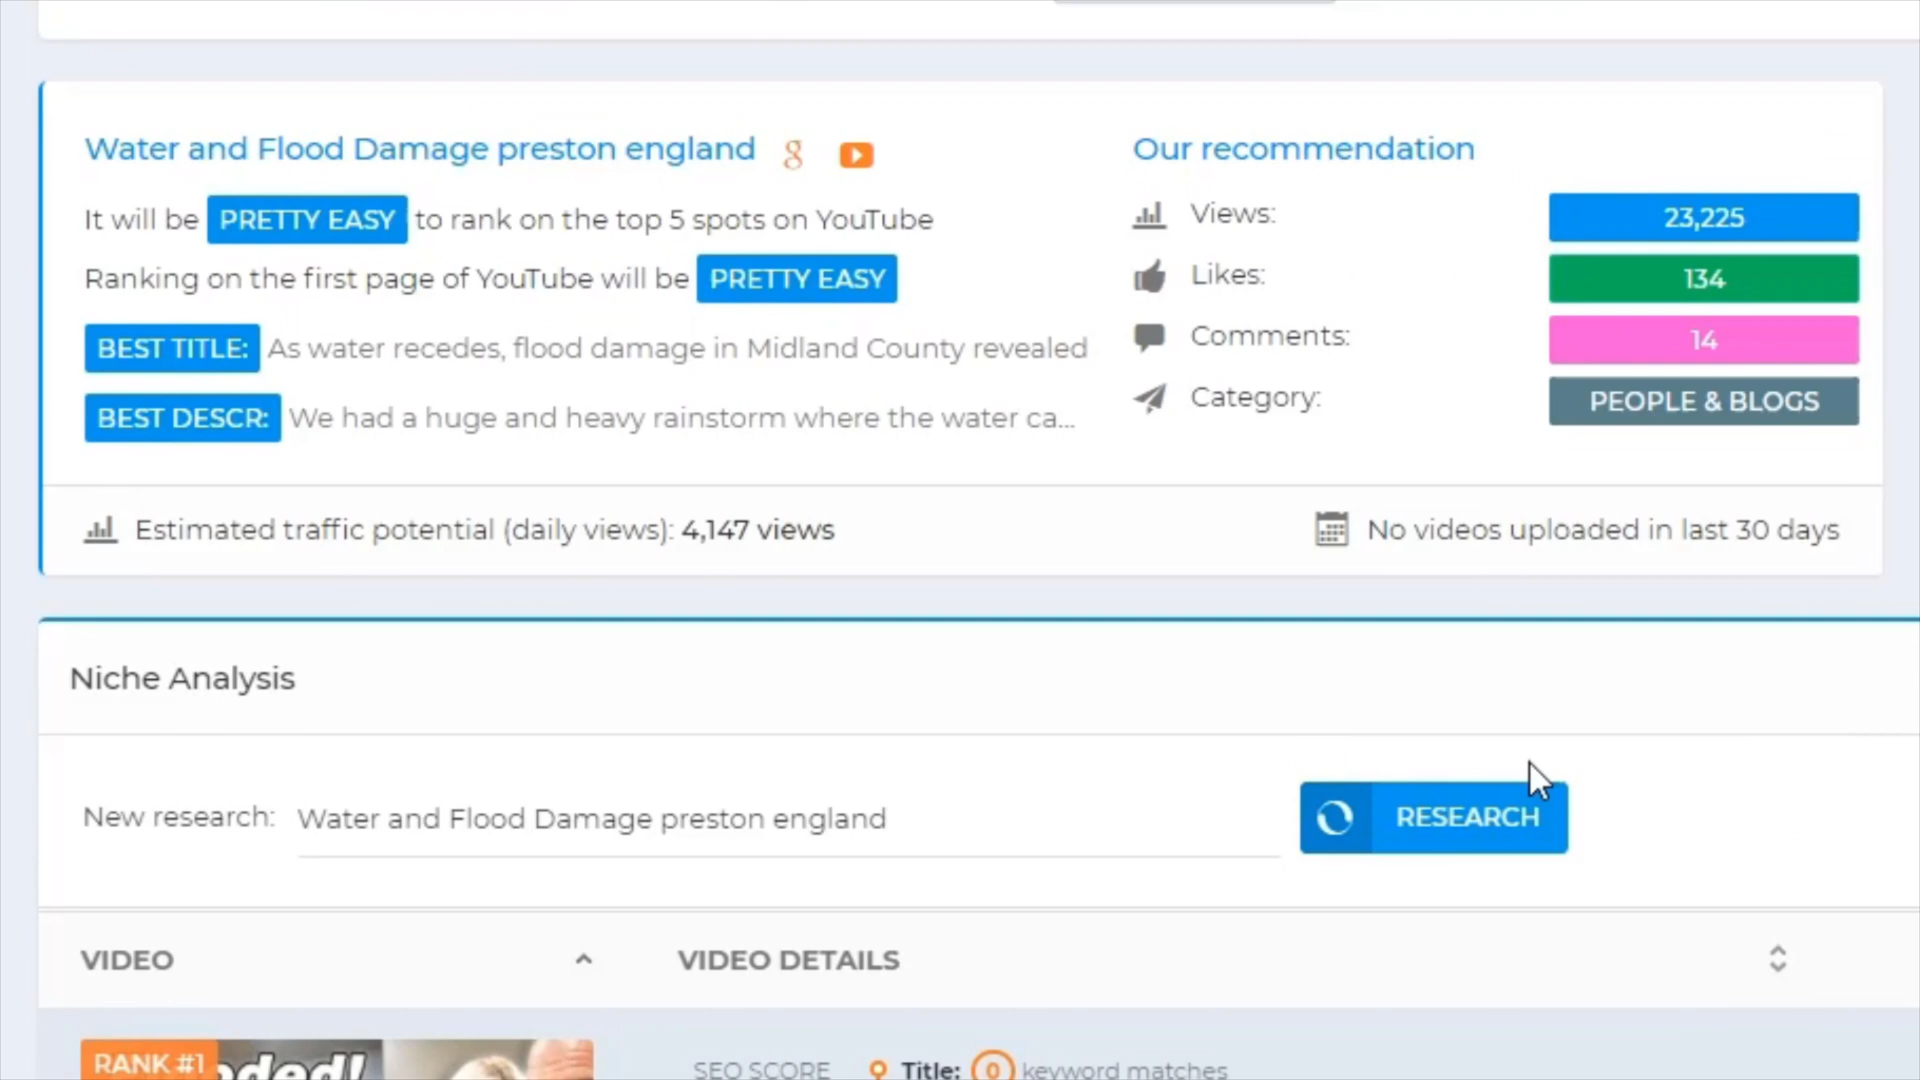 Water and Flood Damage preston england
It will be PRETTY EASY to rank on the top 5 spots on YouTube
Ranking on the first page of YouTube will be PRETTY EASY
BEST TITLE: As water recedes, flood damage in Midland County revealed
BEST DESCR: We had a huge and heavy rainstorm where the water ca...
Our recommendation
Views: 23,225
Likes: 134
Comments: 14
Category: PEOPLE & BLOGS
Estimated traffic potential (daily views): 4,147 views
No videos uploaded in last 30 days
Niche Analysis
New research: Water and Flood Damage preston england
RESEARCH
VIDEO
VIDEO DETAILS
RANK #1
SEO SCORE
Title: 0 keyword matches